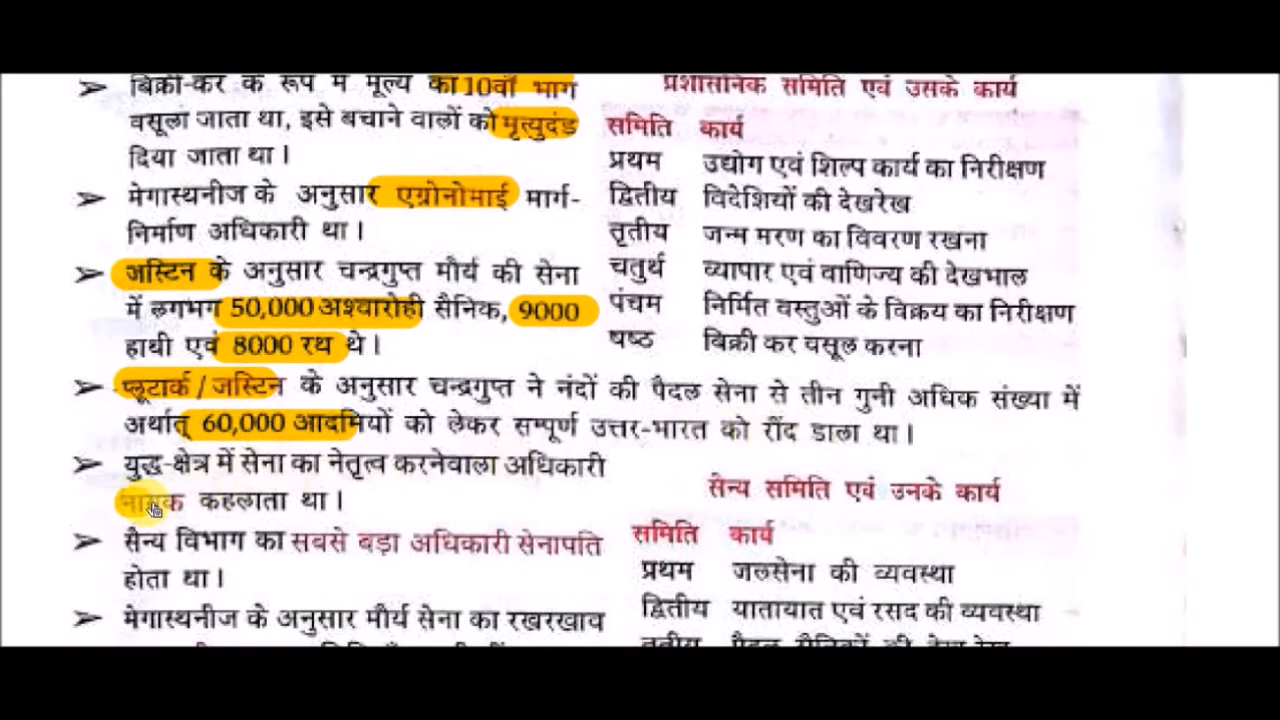 ➢ बिक्री-कर के रूप में मूल्य का 10वाँ भाग
वसूला जाता था, इसे बचाने वालों को मृत्युदंड
दिया जाता था।
➢ मेगास्थनीज के अनुसार एग्रोनोमाई मार्ग-
निर्माण अधिकारी था।
➢ जस्टिन के अनुसार चन्द्रगुप्त मौर्य की सेना
में लगभग 50,000 अश्वारोही सैनिक, 9000
हाथी एवं 8000 रथ थे।
प्रशासनिक समिति एवं उसके कार्य
समिति कार्य
प्रथम उद्योग एवं शिल्प कार्य का निरीक्षण
द्वितीय विदेशियों की देखरेख
तृतीय जन्म मरण का विवरण रखना
चतुर्थ व्यापार एवं वाणिज्य की देखभाल
पंचम निर्मित वस्तुओं के विक्रय का निरीक्षण
षष्ठ बिक्री कर वसूल करना
➢ प्लूटार्क / जस्टिन के अनुसार चन्द्रगुप्त ने नंदों की पैदल सेना से तीन गुनी अधिक संख्या में
अर्थात् 60,000 आदमियों को लेकर सम्पूर्ण उत्तर-भारत को रौंद डाला था।
➢ युद्ध-क्षेत्र में सेना का नेतृत्व करनेवाला अधिकारी
नायक कहलाता था।
➢ सैन्य विभाग का सबसे बड़ा अधिकारी सेनापति
होता था।
➢ मेगास्थनीज के अनुसार मौर्य सेना का रखरखाव
सैन्य समिति एवं उनके कार्य
समिति कार्य
प्रथम जलसेना की व्यवस्था
द्वितीय यातायात एवं रसद की व्यवस्था
तृतीय पैदल सैनिकों की देख-रेख